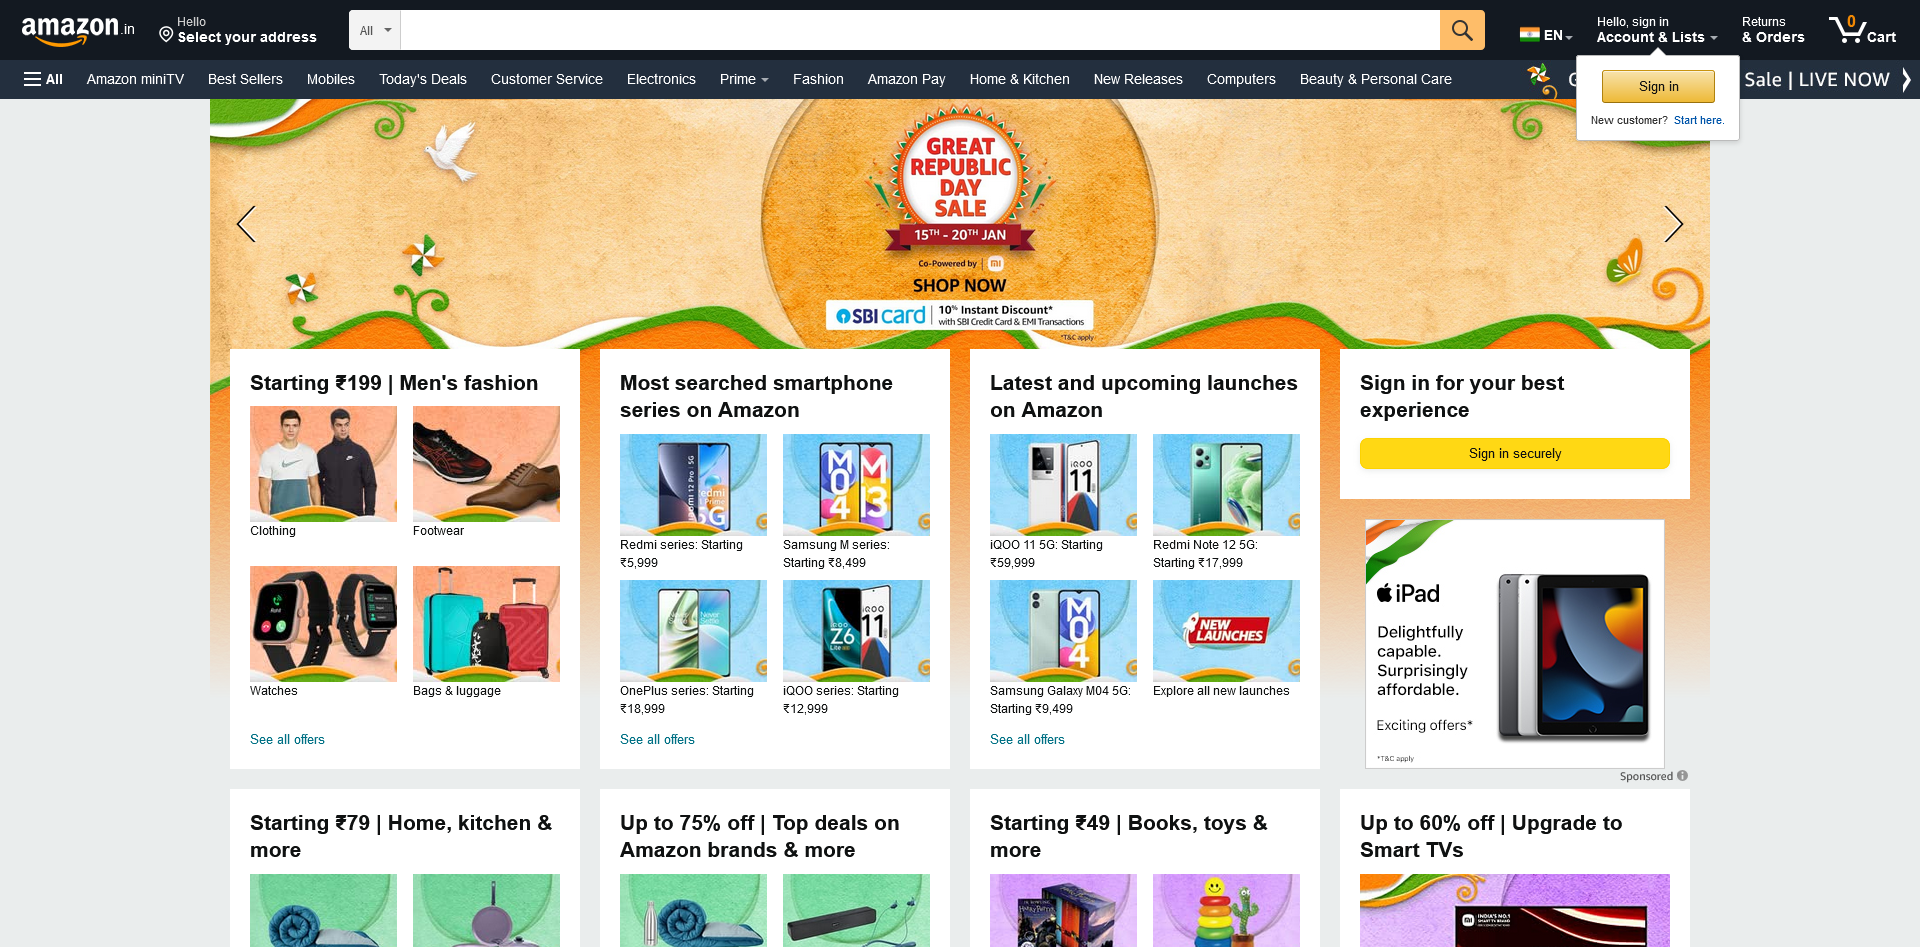 amazon.in
Hello
Select your address
All
EN
Hello, sign in
Account & Lists
Returns
& Orders
0
Cart
All
Amazon miniTV
Best Sellers
Mobiles
Today's Deals
Customer Service
Electronics
Prime
Fashion
Amazon Pay
Home & Kitchen
New Releases
Computers
Beauty & Personal Care
Sale | LIVE NOW
Sign in
New customer? Start here.
GREAT
REPUBLIC
DAY
SALE
15TH - 20TH JAN
Co-Powered by | mi
SHOP NOW
SBI card | 10% Instant Discount*
with SBI Credit Card & EMI Transactions
*T&C apply
Starting ₹199 | Men's fashion
Clothing
Footwear
Watches
Bags & luggage
See all offers
Most searched smartphone
series on Amazon
Redmi series: Starting
₹5,999
Samsung M series:
Starting ₹8,499
OnePlus series: Starting
₹18,999
iQOO series: Starting
₹12,999
See all offers
Latest and upcoming launches
on Amazon
iQOO 11 5G: Starting
₹59,999
Redmi Note 12 5G:
Starting ₹17,999
NEW
LAUNCHES
Samsung Galaxy M04 5G:
Starting ₹9,499
Explore all new launches
See all offers
Sign in for your best
experience
Sign in securely
iPad
Delightfully
capable.
Surprisingly
affordable.
Exciting offers*
*T&C apply
Sponsored
Starting ₹79 | Home, kitchen &
more
Up to 75% off | Top deals on
Amazon brands & more
Starting ₹49 | Books, toys &
more
Up to 60% off | Upgrade to
Smart TVs
INDIA'S NO.1